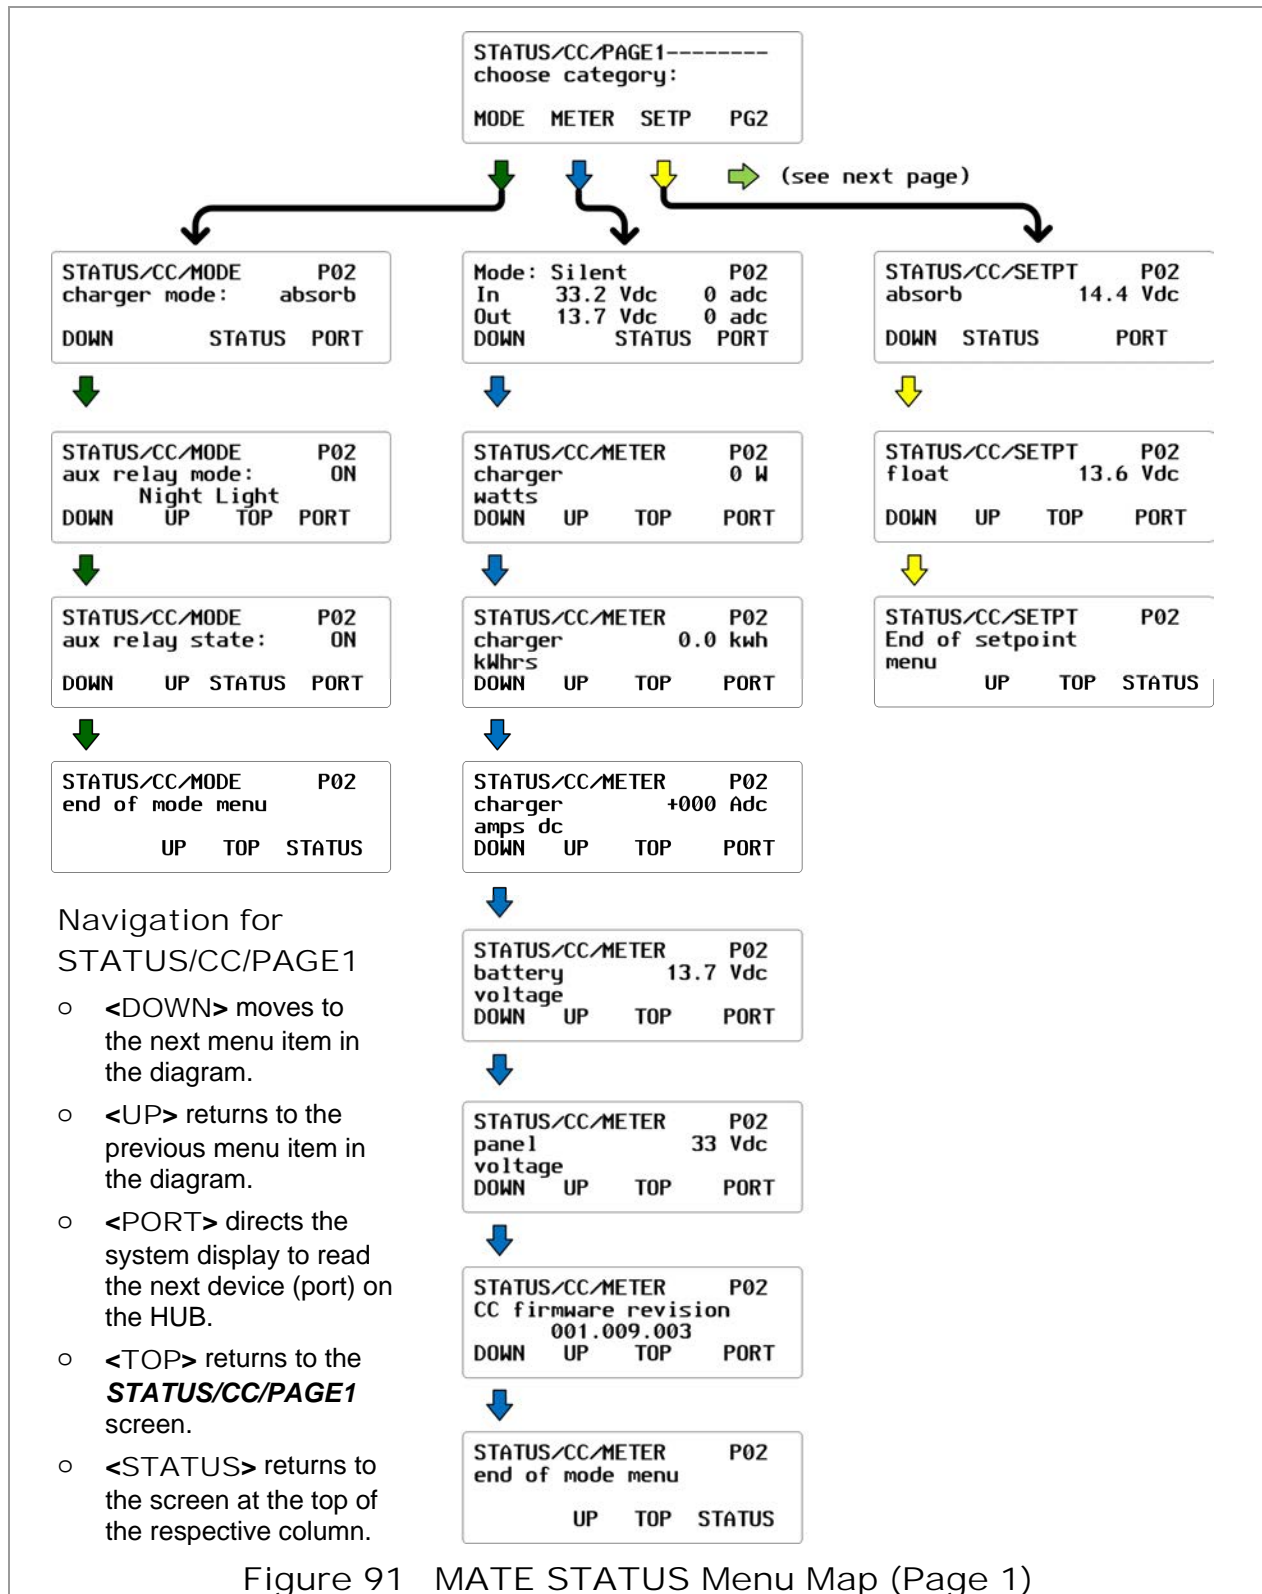 STATUS/CC/PAGE1--------
choose category:
MODE METER SETP PG2
(see next page)
STATUS/CC/MODE P02
charger mode: absorb
DOWN STATUS PORT
STATUS/CC/MODE P02
aux relay mode: ON
Night Light
DOWN UP TOP PORT
STATUS/CC/MODE P02
aux relay state: ON
DOWN UP STATUS PORT
STATUS/CC/MODE P02
end of mode menu
UP TOP STATUS
Mode: Silent P02
In 33.2 Vdc 0 adc
Out 13.7 Vdc 0 adc
DOWN STATUS PORT
STATUS/CC/METER P02
charger 0 W
watts
DOWN UP TOP PORT
STATUS/CC/METER P02
charger 0.0 kwh
kWhrs
DOWN UP TOP PORT
STATUS/CC/METER P02
charger +000 Adc
amps dc
DOWN UP TOP PORT
STATUS/CC/METER P02
battery 13.7 Vdc
voltage
DOWN UP TOP PORT
STATUS/CC/METER P02
panel 33 Vdc
voltage
DOWN UP TOP PORT
STATUS/CC/METER P02
CC firmware revision
001.009.003
DOWN UP TOP PORT
STATUS/CC/METER P02
end of mode menu
UP TOP STATUS
STATUS/CC/SETPT P02
absorb 14.4 Vdc
DOWN STATUS PORT
STATUS/CC/SETPT P02
float 13.6 Vdc
DOWN UP TOP PORT
STATUS/CC/SETPT P02
End of setpoint
menu
UP TOP STATUS
Navigation for
STATUS/CC/PAGE1
o <DOWN> moves to
the next menu item in
the diagram.
o <UP> returns to the
previous menu item in
the diagram.
o <PORT> directs the
system display to read
the next device (port) on
the HUB.
o <TOP> returns to the
STATUS/CC/PAGE1
screen.
o <STATUS> returns to
the screen at the top of
the respective column.
Figure 91 MATE STATUS Menu Map (Page 1)